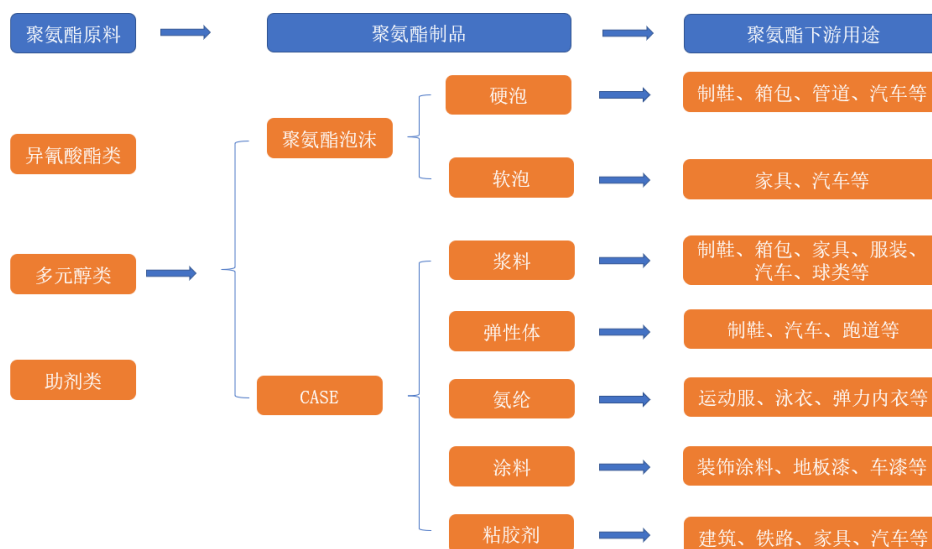 聚氨酯原料
聚氨酯制品
聚氨酯下游用途
异氰酸酯类
多元醇类
助剂类
聚氨酯泡沫
CASE
硬泡
制鞋、箱包、管道、汽车等
软泡
家具、汽车等
浆料
制鞋、箱包、家具、服装、
汽车、球类等
弹性体
制鞋、汽车、跑道等
氨纶
运动服、泳衣、弹力内衣等
涂料
装饰涂料、地板漆、车漆等
粘胶剂
建筑、铁路、家具、汽车等